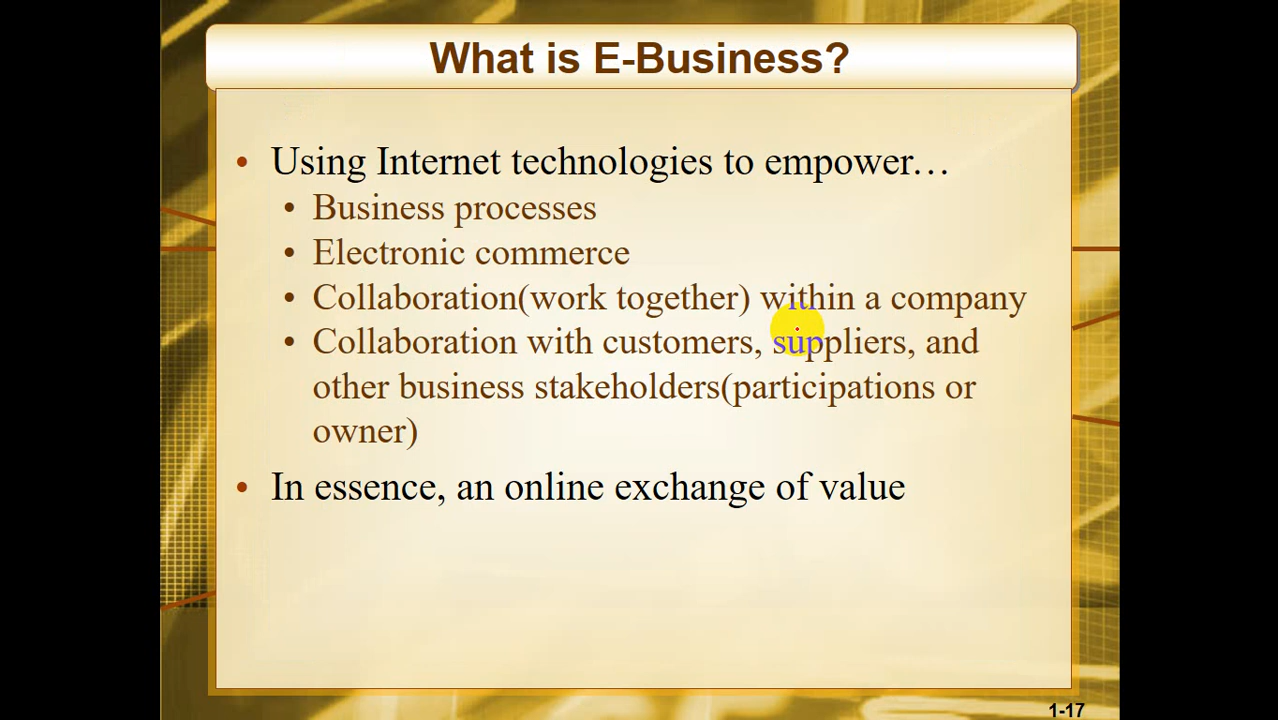 What is E-Business?
• Using Internet technologies to empower…
• Business processes
• Electronic commerce
• Collaboration(work together) within a company
• Collaboration with customers, suppliers, and
other business stakeholders(participations or
owner)
• In essence, an online exchange of value
1-17